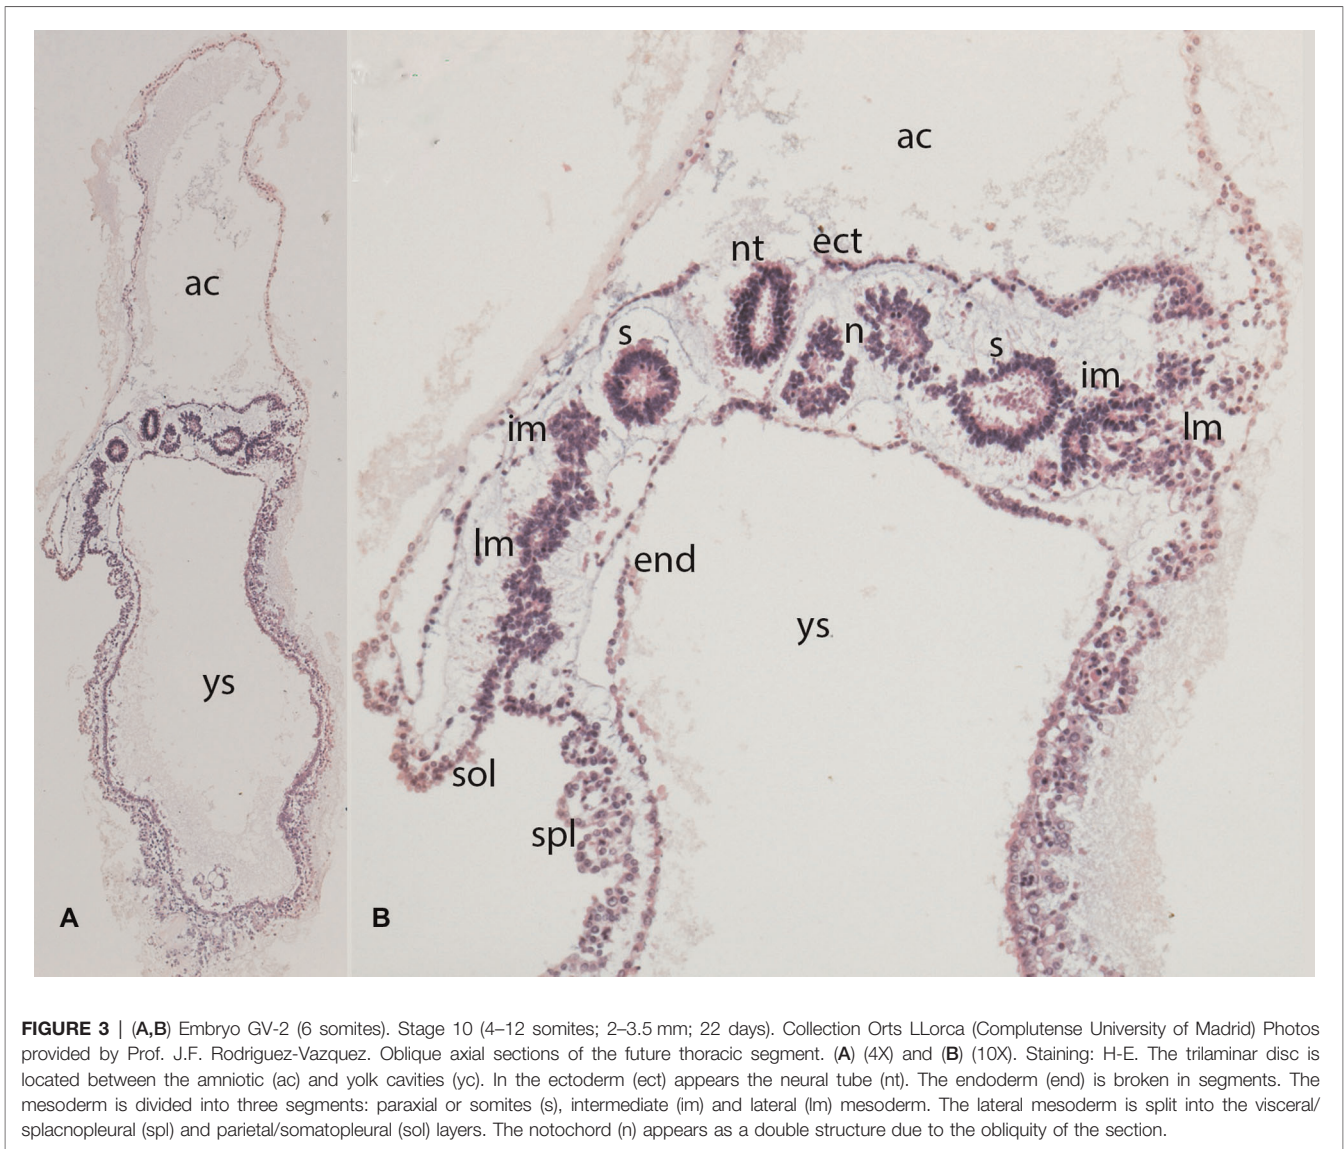 ac
ys
A
ac
nt
ect
s
n
s
im
im
lm
lm
end
ys
sol
spl
B
FIGURE 3 | (A,B) Embryo GV-2 (6 somites). Stage 10 (4–12 somites; 2–3.5 mm; 22 days). Collection Orts LLorca (Complutense University of Madrid) Photos
provided by Prof. J.F. Rodriguez-Vazquez. Oblique axial sections of the future thoracic segment. (A) (4X) and (B) (10X). Staining: H-E. The trilaminar disc is
located between the amniotic (ac) and yolk cavities (yc). In the ectoderm (ect) appears the neural tube (nt). The endoderm (end) is broken in segments. The
mesoderm is divided into three segments: paraxial or somites (s), intermediate (im) and lateral (lm) mesoderm. The lateral mesoderm is split into the visceral/
splacnopleural (spl) and parietal/somatopleural (sol) layers. The notochord (n) appears as a double structure due to the obliquity of the section.